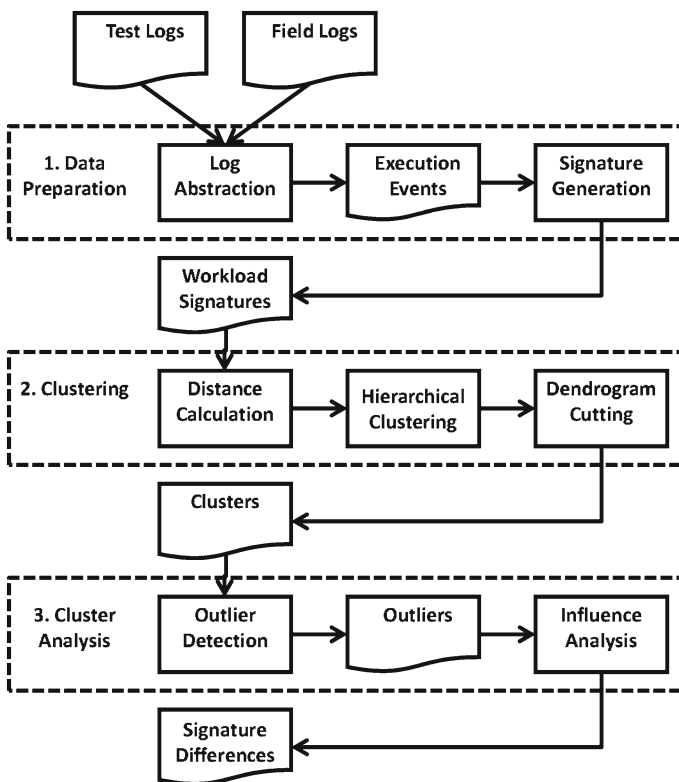 Test Logs
Field Logs
1. Data
Preparation
Log
Abstraction
Execution
Events
Signature
Generation
Workload
Signatures
2. Clustering
Distance
Calculation
Hierarchical
Clustering
Dendrogram
Cutting
Clusters
3. Cluster
Analysis
Outlier
Detection
Outliers
Influence
Analysis
Signature
Differences